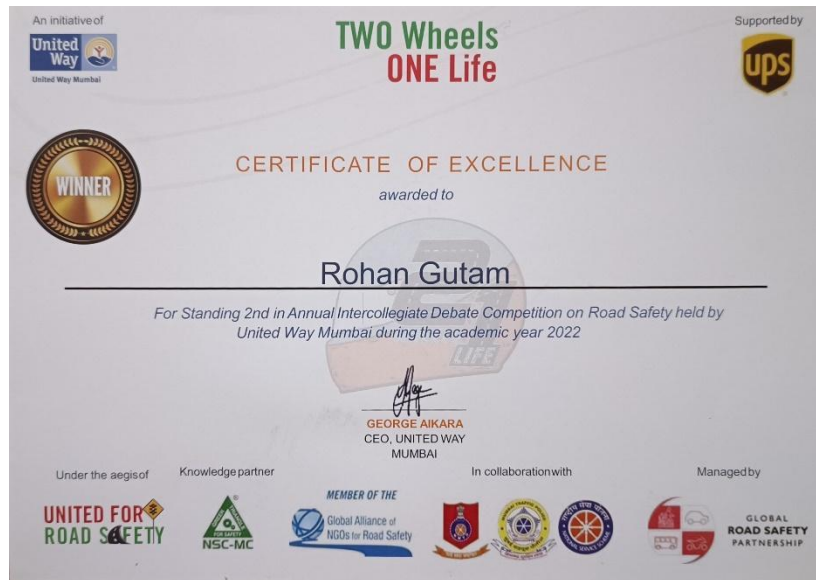 An initiative of
United
Way
United Way Mumbai
TWO Wheels
ONE Life
Supported by
ups
WINNER
CERTIFICATE OF EXCELLENCE
awarded to
Rohan Gutam
For Standing 2nd in Annual Intercollegiate Debate Competition on Road Safety held by
United Way Mumbai during the academic year 2022
LIFE
GEORGE AIKARA
CEO, UNITED WAY
MUMBAI
Under the aegis of
UNITED FOR
ROAD SAFETY
Knowledge partner
NSC-MC
MEMBER OF THE
Global Alliance of
NGOs for Road Safety
In collaboration with
Managed by
GLOBAL
ROAD SAFETY
PARTNERSHIP